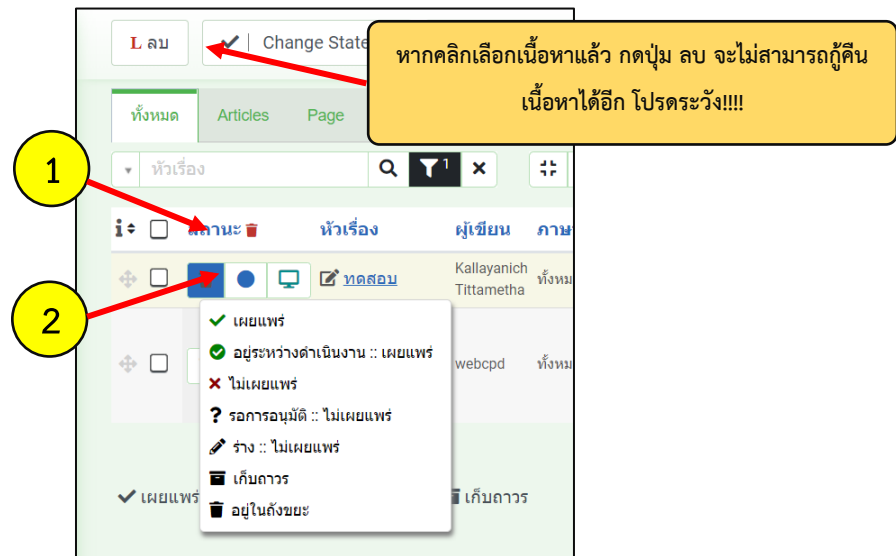 L ลบ
Change State
หากคลิกเลือกเนื้อหาแล้ว กดปุ่ม ลบ จะไม่สามารถกู้คืน
เนื้อหาได้อีก โปรดระวัง!!!!
ทั้งหมด Articles Page
1
หัวเรื่อง 1
สถานะ หัวเรื่อง ผู้เขียน
ทดสอบ
Kallayanich
Tittametha
2
เผยแพร่
อยู่ระหว่างดำเนินงาน :: เผยแพร่
ไม่เผยแพร่
รอการอนุมัติ :: ไม่เผยแพร่
ร่าง :: ไม่เผยแพร่
เก็บถาวร
อยู่ในถังขยะ
webcpd
เผยแพร่
เก็บถาวร